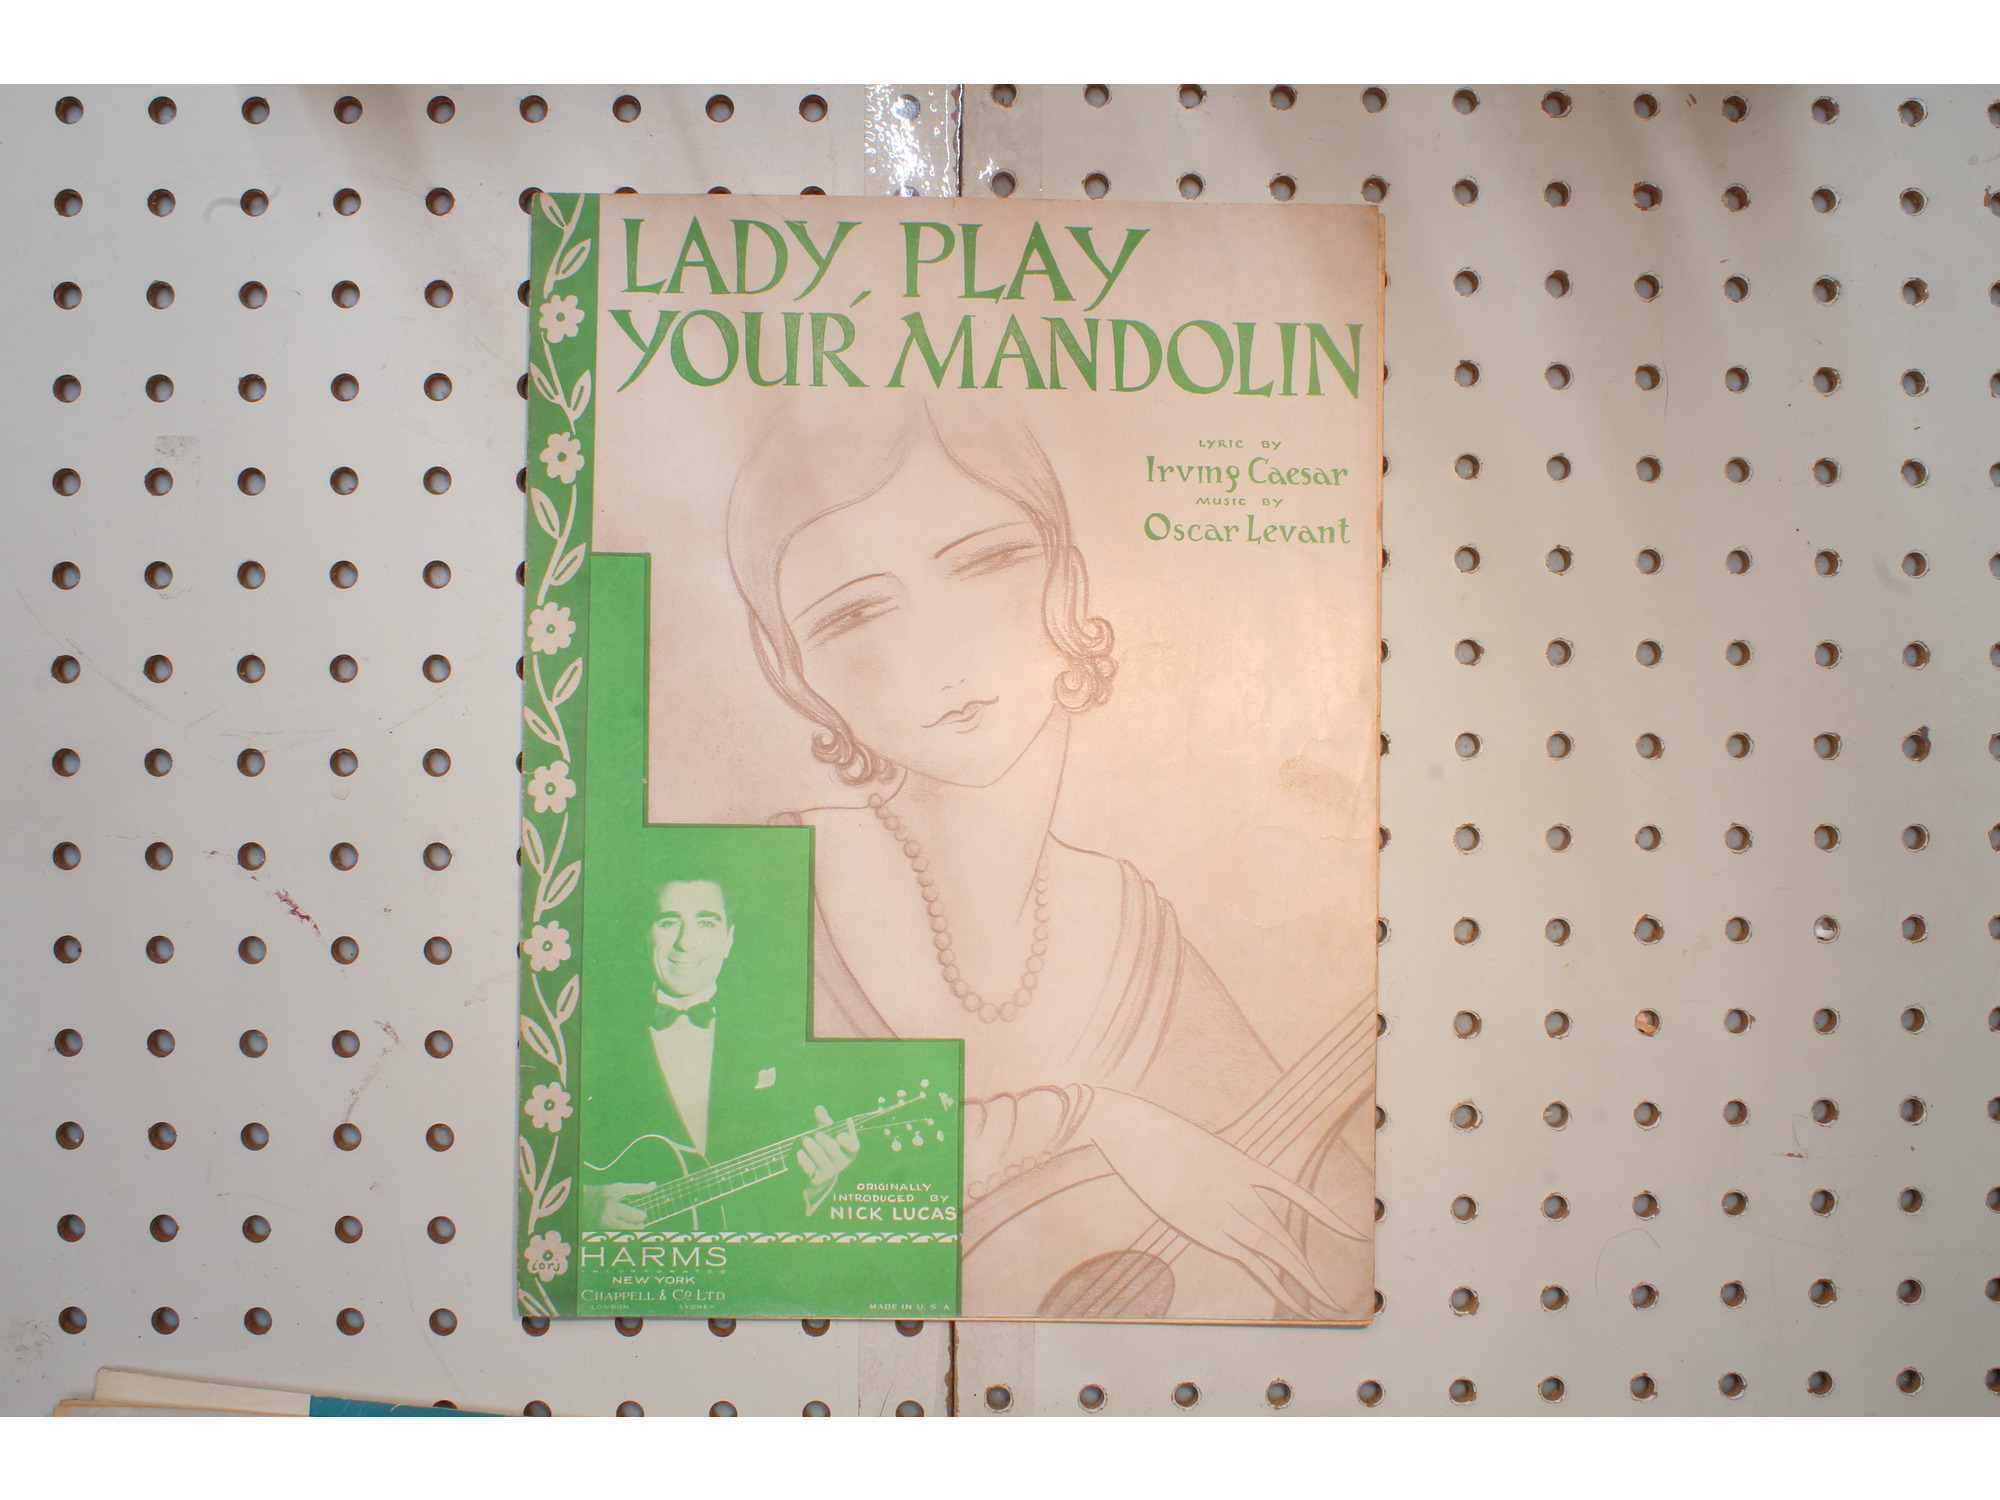 LADY, PLAY
YOUR MANDOLIN
LYRIC BY
Irving Caesar
MUSIC BY
Oscar Levant
ORIGINALLY
INTRODUCED BY
NICK LUCAS
HARMS
INCORPORATED
NEW YORK
CHAPPELL & CO LTD
LONDON SYDNEY
MADE IN U. S. A.